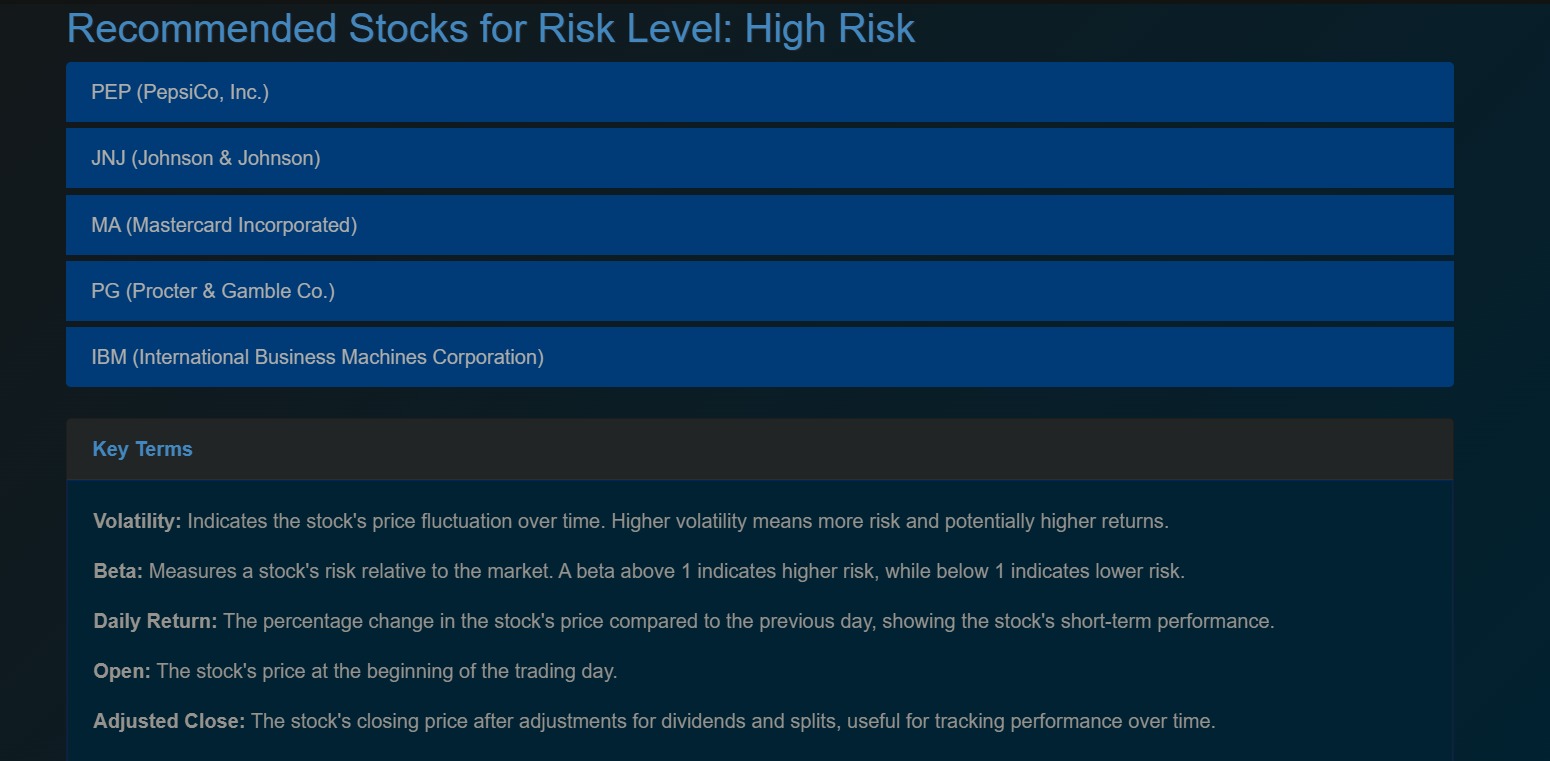 Recommended Stocks for Risk Level: High Risk
PEP (PepsiCo, Inc.)
JNJ (Johnson & Johnson)
MA (Mastercard Incorporated)
PG (Procter & Gamble Co.)
IBM (International Business Machines Corporation)
Key Terms
Volatility: Indicates the stock's price fluctuation over time. Higher volatility means more risk and potentially higher returns.
Beta: Measures a stock's risk relative to the market. A beta above 1 indicates higher risk, while below 1 indicates lower risk.
Daily Return: The percentage change in the stock's price compared to the previous day, showing the stock's short-term performance.
Open: The stock's price at the beginning of the trading day.
Adjusted Close: The stock's closing price after adjustments for dividends and splits, useful for tracking performance over time.